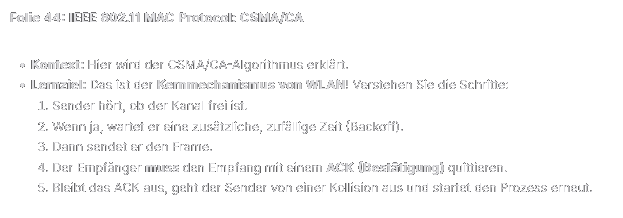 Folie 44: IEEE 802.11 MAC Protocol: CSMA/CA
• Kontext: Hier wird der CSMA/CA-Algorithmus erklärt.
• Lernziel: Das ist der Kernmechanismus von WLAN! Verstehen Sie die Schritte:
1. Sender hört, ob der Kanal frei ist.
2. Wenn ja, wartet er eine zusätzliche, zufällige Zeit (Backoff).
3. Dann sendet er den Frame.
4. Der Empfänger muss den Empfang mit einem ACK (Bestätigung) quittieren.
5. Bleibt das ACK aus, geht der Sender von einer Kollision aus und startet den Prozess erneut.